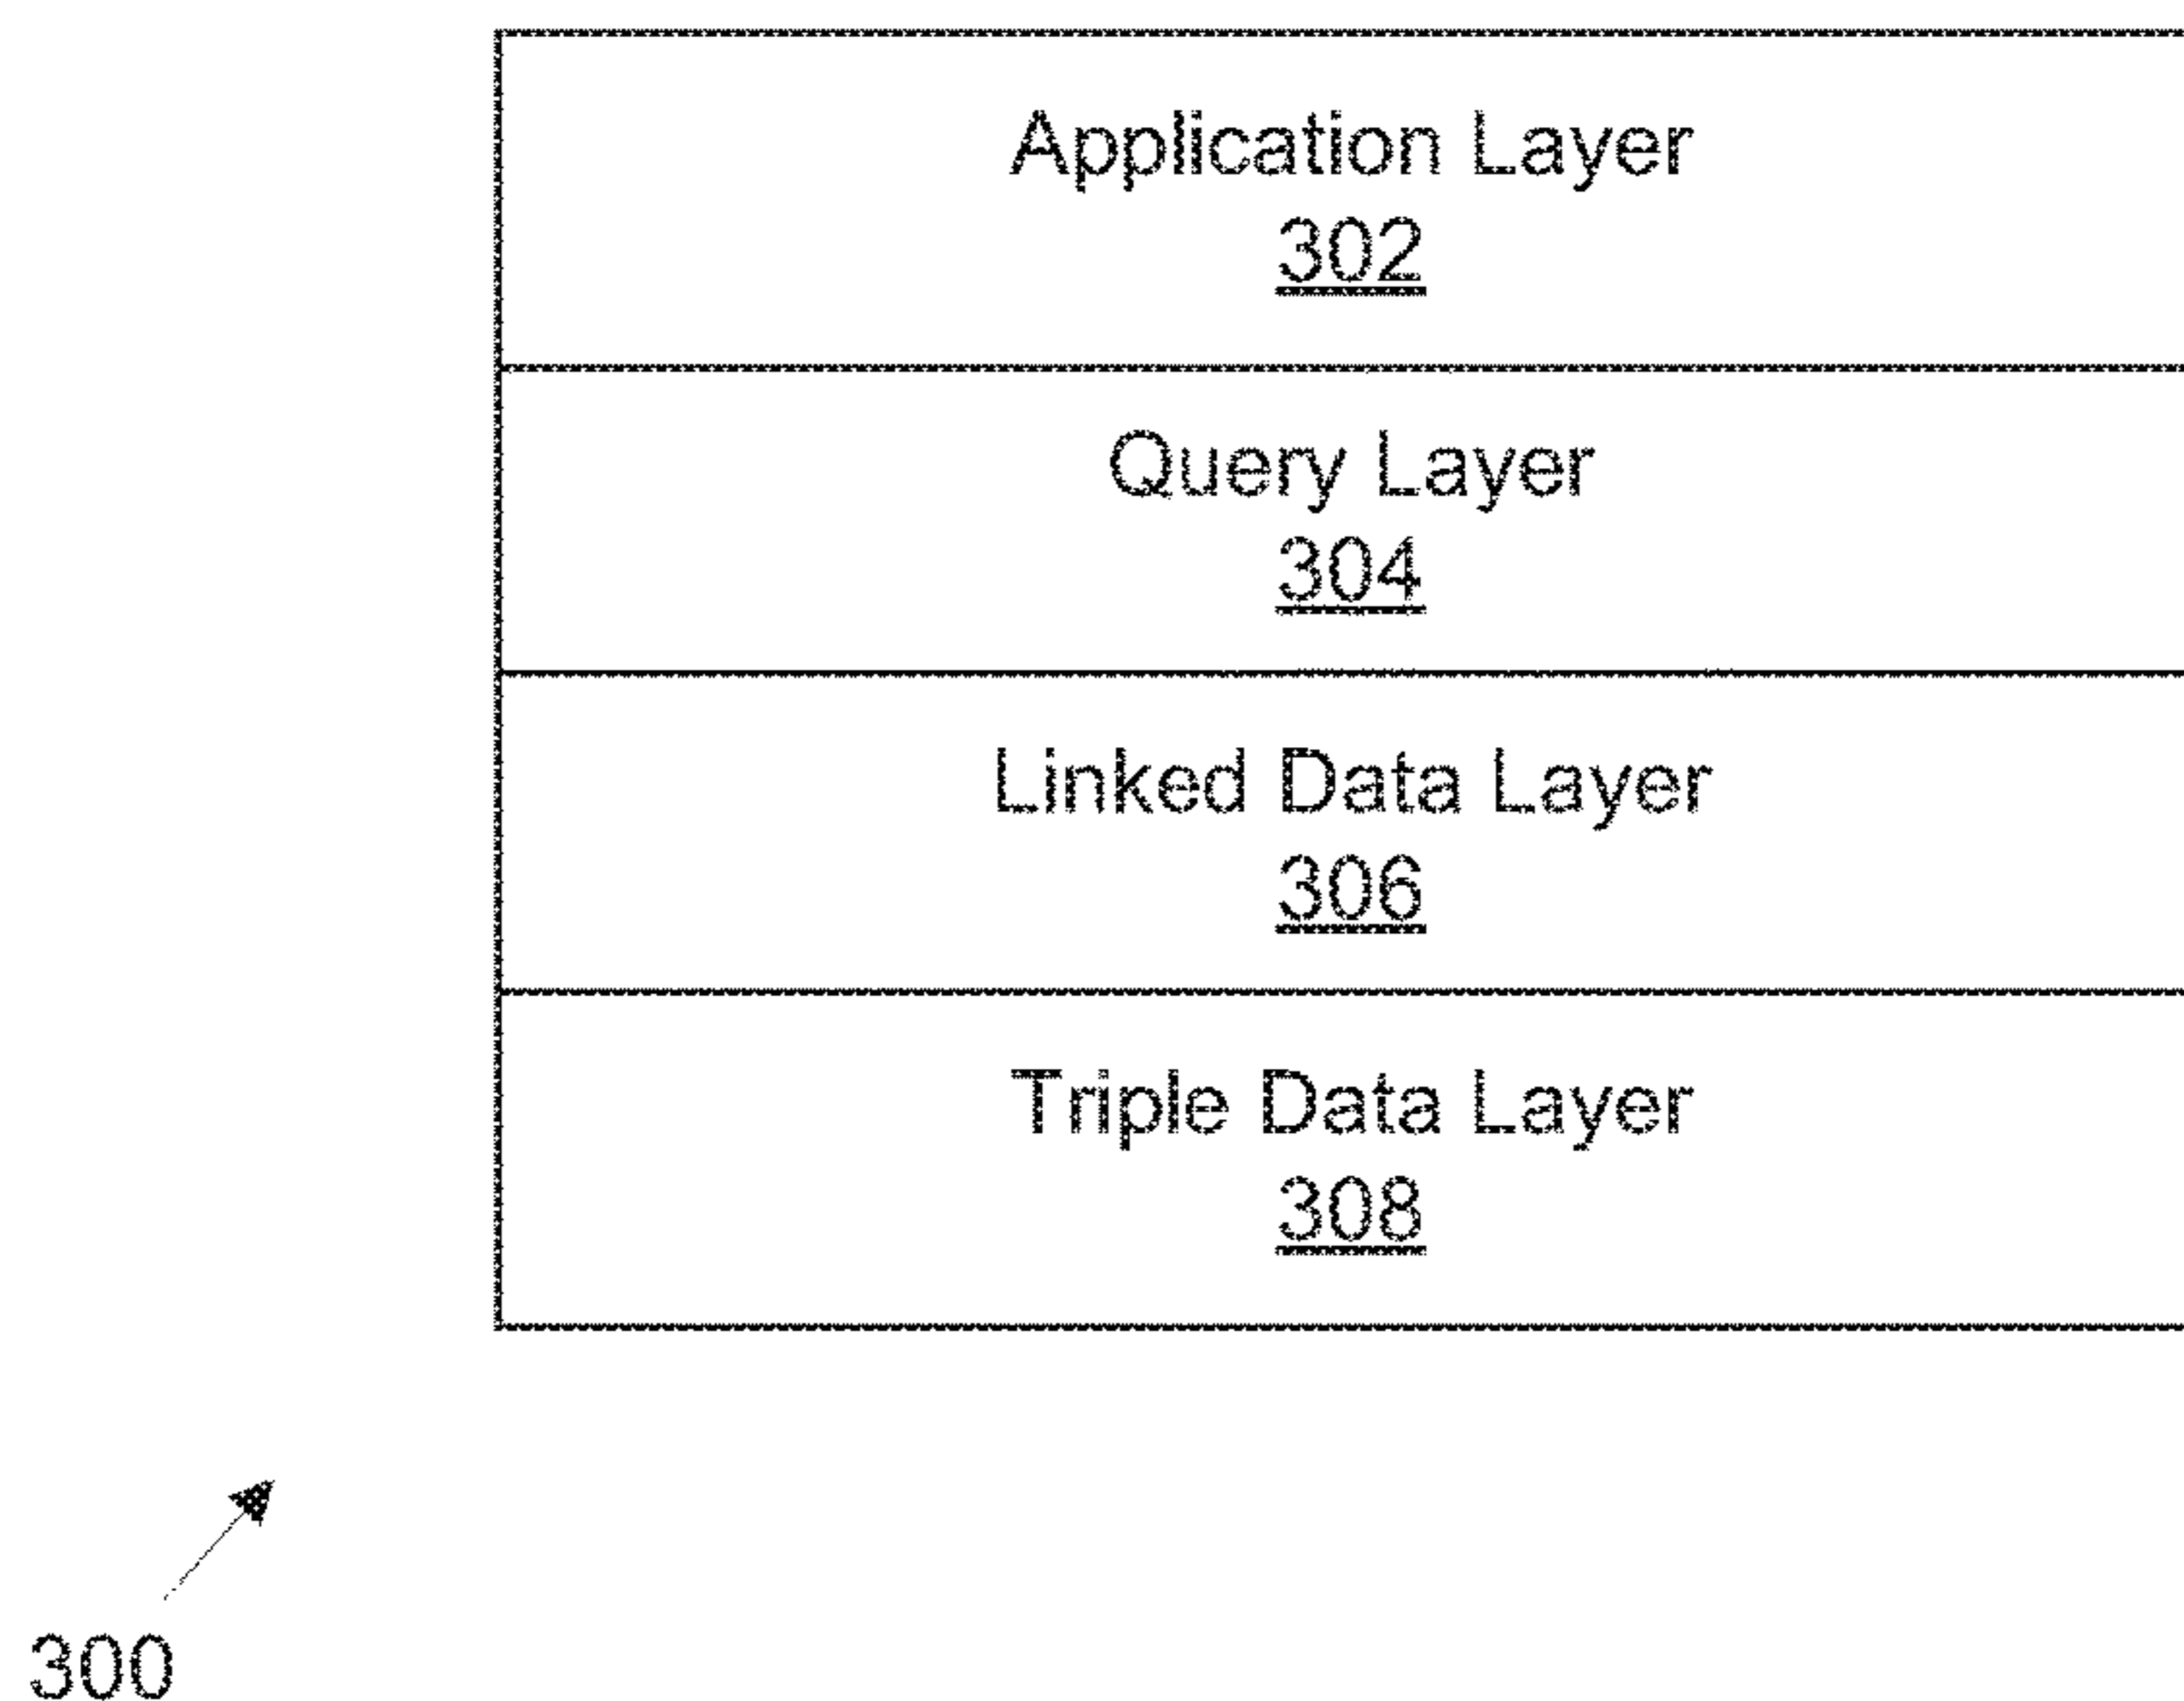 Application Layer
302
Query Layer
304
Linked Data Layer
306
Triple Data Layer
308
300